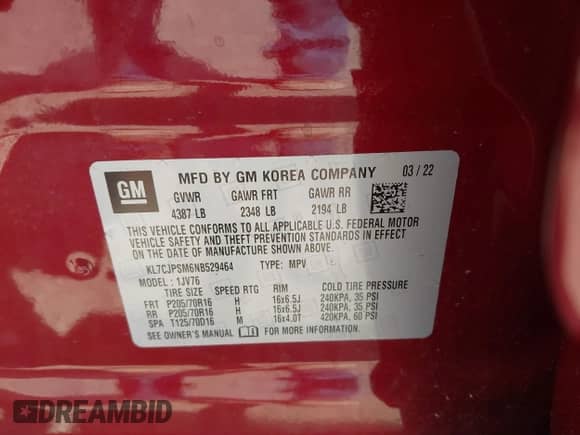 GM
MFD BY GM KOREA COMPANY 03 / 22
GVWR GAWR FRT GAWR RR
4387 LB 2348 LB 2194 LB
THIS VEHICLE CONFORMS TO ALL APPLICABLE U.S. FEDERAL MOTOR
VEHICLE SAFETY AND THEFT PREVENTION STANDARDS IN EFFECT
ON THE DATE OF MANUFACTURE SHOWN ABOVE.
KL7CJPSM6NB529464 TYPE: MPV
MODEL: 1JV76
TIRE SIZE SPEED RTG RIM COLD TIRE PRESSURE
FRT P205/70R16 H 16x6.5J 240KPA, 35 PSI
RR P205/70R16 H 16x6.5J 240KPA, 35 PSI
SPA T125/70D16 M 16x4.0T 420KPA, 60 PSI
SEE OWNER'S MANUAL FOR MORE INFORMATION.
DREAMBID